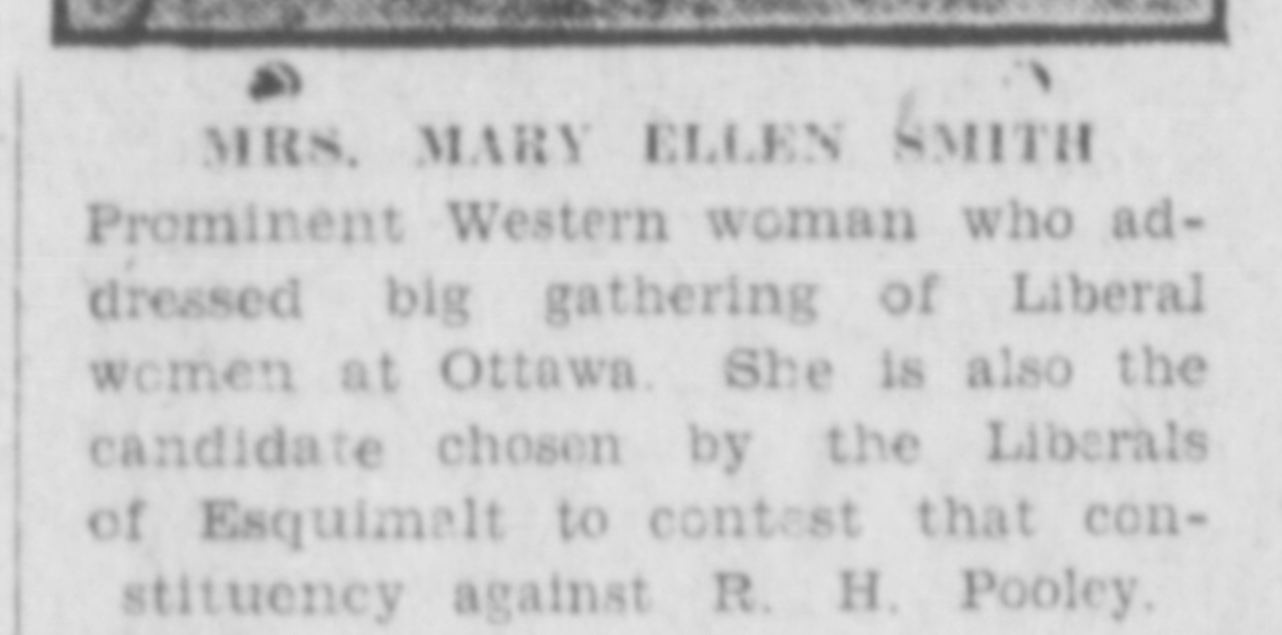 MRS. MARY ELLEN SMITH
Prominent Western woman who ad-
dressed big gathering of Liberal
women at Ottawa. She is also the
candidate chosen by the Liberals
of Esquimalt to contest that con-
stituency against R. H. Pooley.